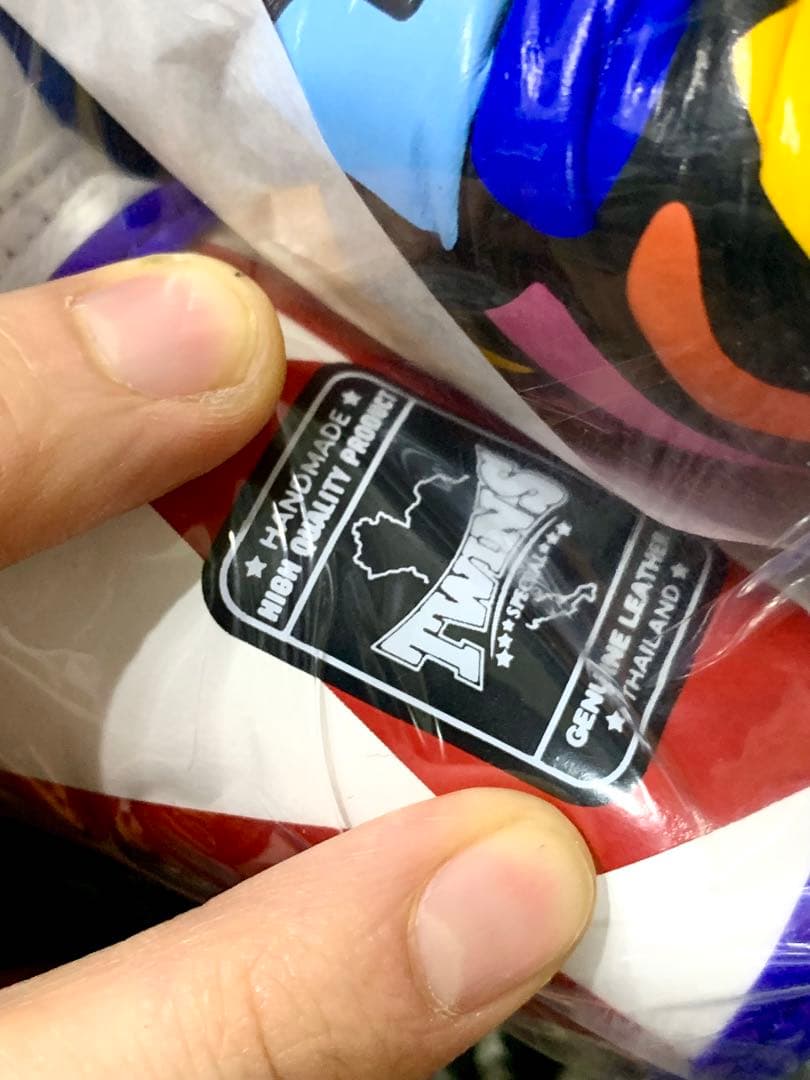 ★ HANDMADE ★
HIGH QUALITY PRODUCT
TWINS
★★★SPECIAL★★★
GENUINE LEATHER
★ THAILAND ★